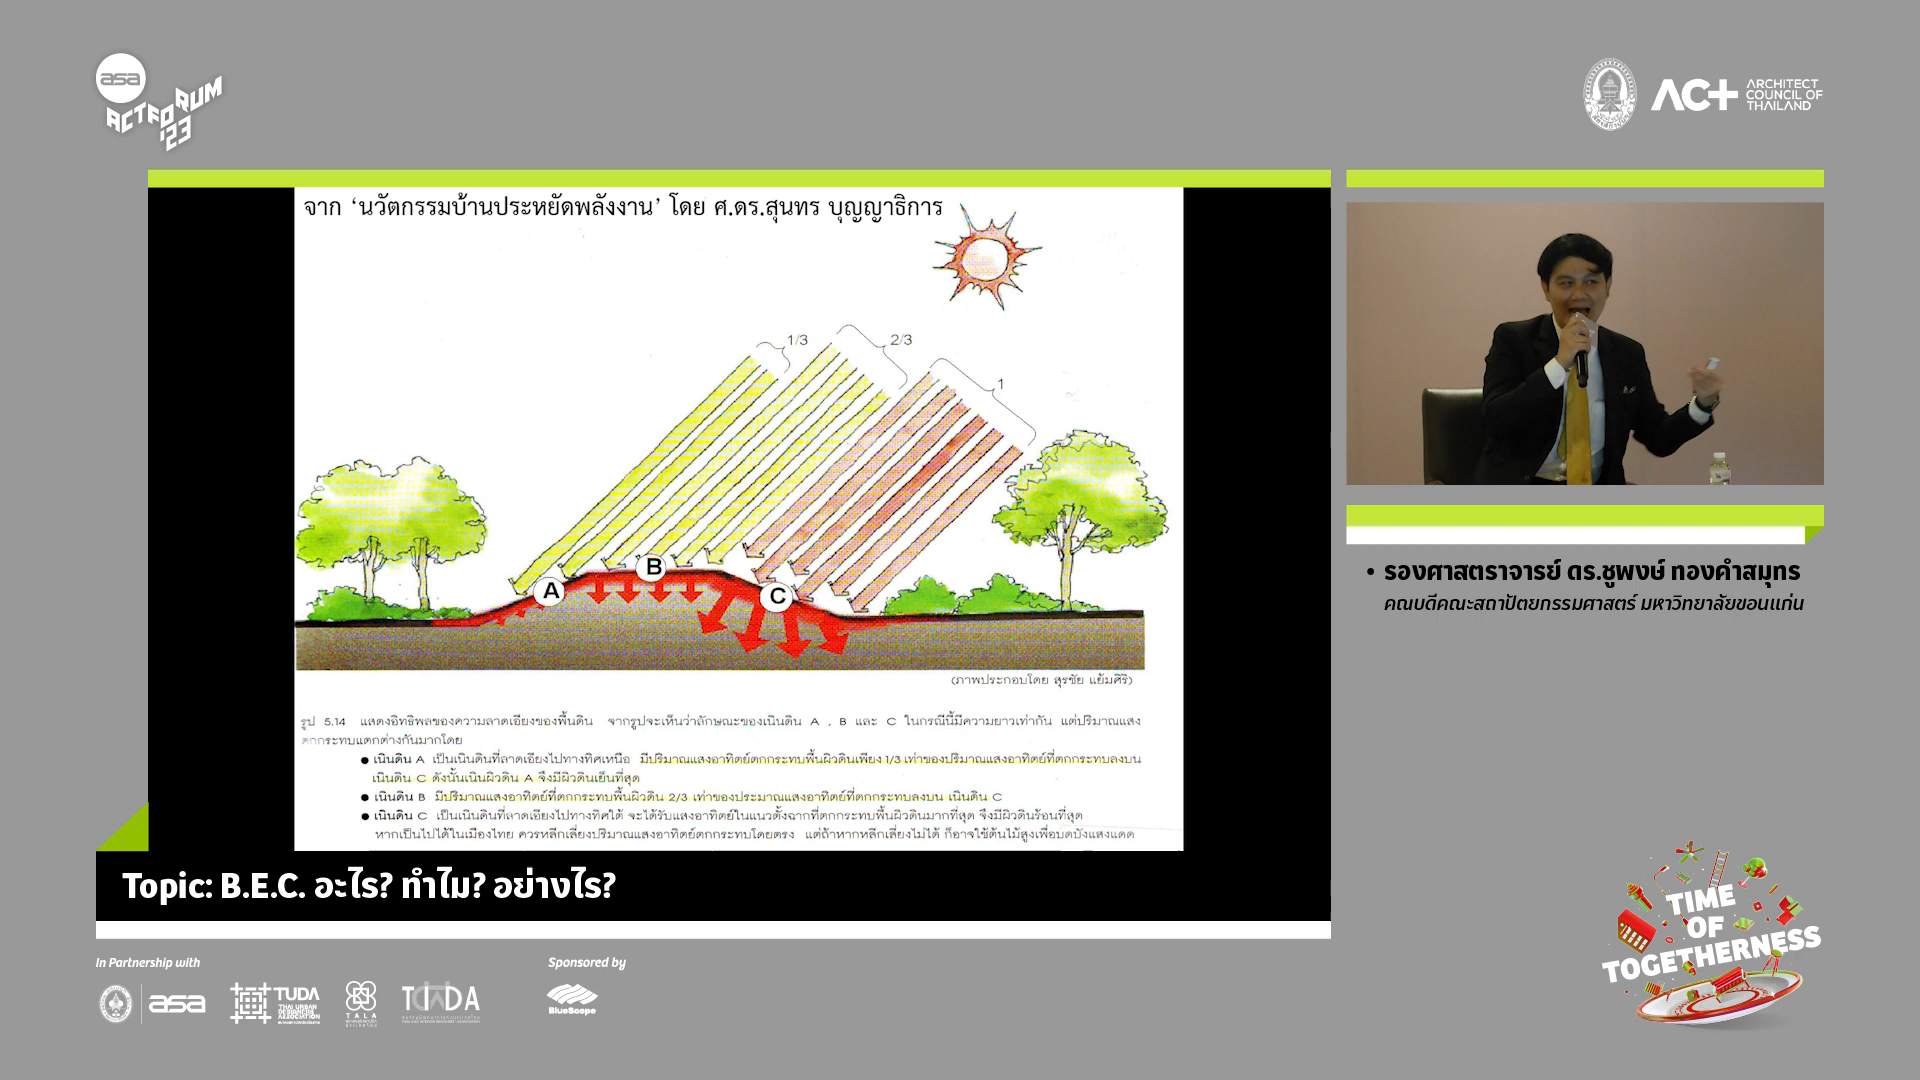 asa
ACTFORUM
'23
ACT
ARCHITECT
COUNCIL OF
THAILAND
จาก ‘นวัตกรรมบ้านประหยัดพลังงาน’ โดย ศ.ดร.สุนทร บุญญาธิการ
1/3
2/3
1
A
B
C
(ภาพประกอบโดย สุรชัย แย้มศิริ)
รูป 5.14 แสดงอิทธิพลของความลาดเอียงของพื้นดิน จากรูปจะเห็นว่าลักษณะของเนินดิน A , B และ C ในกรณีนี้มีความยาวเท่ากัน แต่ปริมาณแสง
ตกกระทบแตกต่างกันมากโดย
● เนินดิน A เป็นเนินดินที่ลาดเอียงไปทางทิศเหนือ มีปริมาณแสงอาทิตย์ตกกระทบพื้นผิวดินเพียง 1/3 เท่าของปริมาณแสงอาทิตย์ที่ตกกระทบลงบน
เนินดิน C ดังนั้นเนินผิวดิน A จึงมีผิวดินเย็นที่สุด
● เนินดิน B มีปริมาณแสงอาทิตย์ที่ตกกระทบพื้นผิวดิน 2/3 เท่าของประมาณแสงอาทิตย์ที่ตกกระทบลงบน เนินดิน C
● เนินดิน C เป็นเนินดินที่ลาดเอียงไปทางทิศใต้ จะได้รับแสงอาทิตย์ในแนวตั้งฉากที่ตกกระทบพื้นผิวดินมากที่สุด จึงมีผิวดินร้อนที่สุด
หากเป็นไปได้ในเมืองไทย ควรหลีกเลี่ยงปริมาณแสงอาทิตย์ตกกระทบโดยตรง แต่ถ้าหากหลีกเลี่ยงไม่ได้ ก็อาจใช้ต้นไม้สูงเพื่อบดบังแสงแดด
• รองศาสตราจารย์ ดร.ชูพงษ์ ทองคำสมุทร
คณบดีคณะสถาปัตยกรรมศาสตร์ มหาวิทยาลัยขอนแก่น
Topic: B.E.C. อะไร? ทำไม? อย่างไร?
TIME
OF
TOGETHERNESS
In Partnership with
Sponsored by
asa
TUDA
THAI URBAN
DESIGNERS
ASSOCIATION
TALA
TIDA
BlueScope